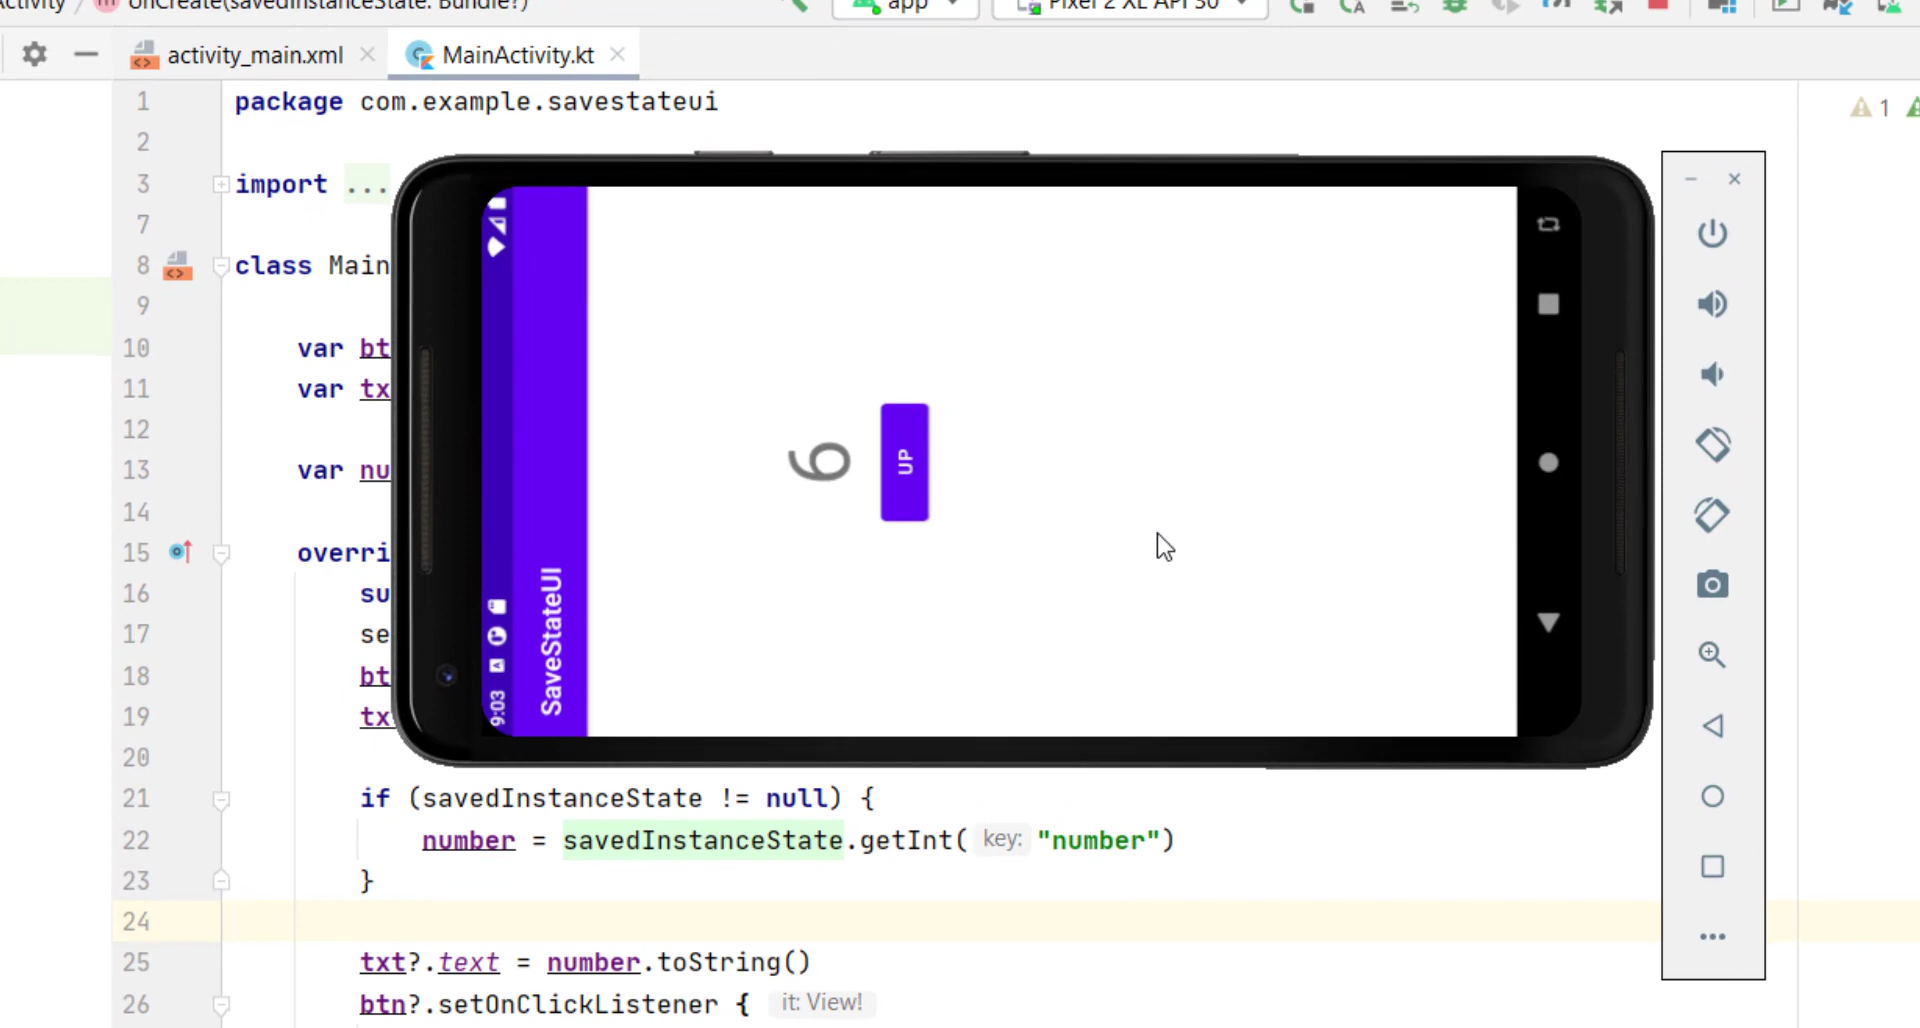 onCreate(savedInstanceState: Bundle?)
app
Pixel 2 XL API 30
activity_main.xml
MainActivity.kt
1 package com.example.savestateui
1
2
3 import ...
7
8 class Main
9
10 var bt
11 var tx
12
13 var nu
14
15 overri
16 su
17 se
18 bt
19 tx
20
21 if (savedInstanceState != null) {
22 number = savedInstanceState.getInt( key: "number")
23 }
24
25 txt?.text = number.toString()
26 btn?.setOnClickListener { it: View!
9:03
SaveStateUI
6
UP